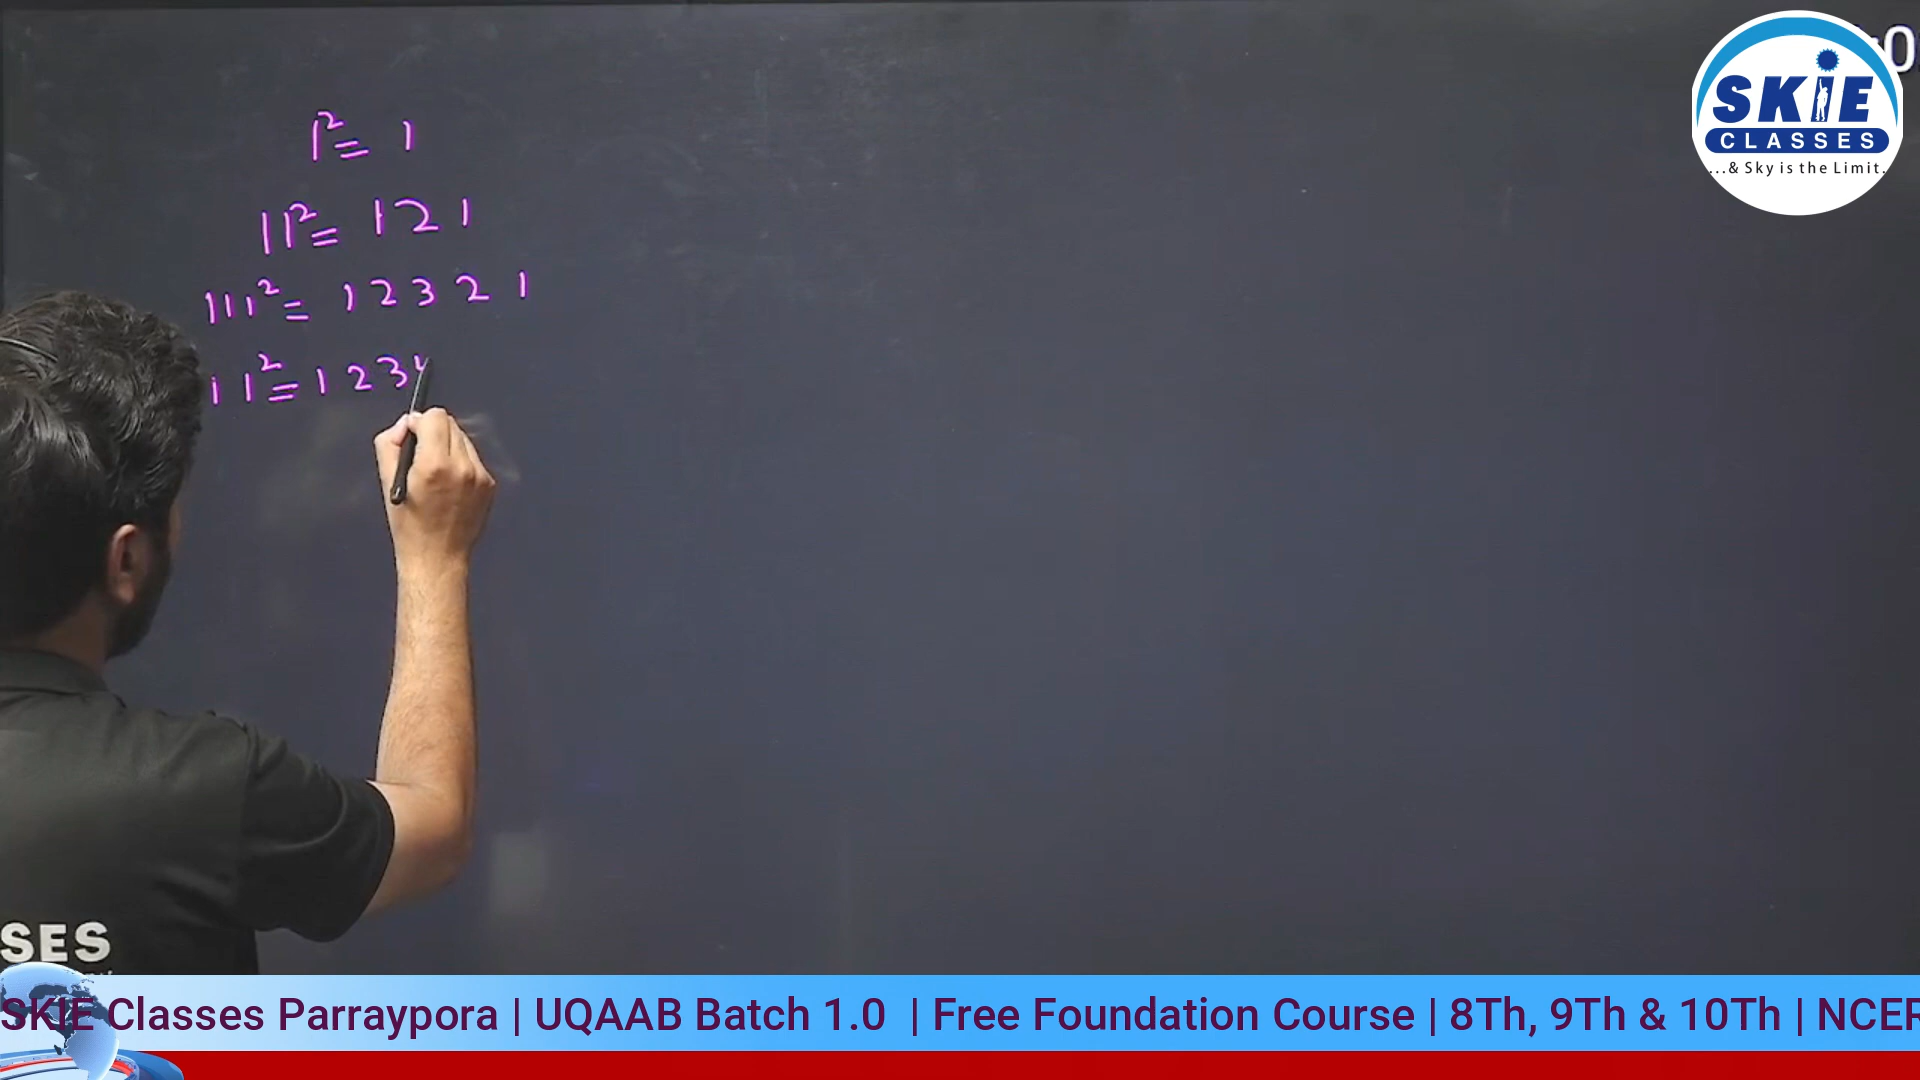 1² = 1
11² = 121
111² = 12321
11² = 1234
SKIE
CLASSES
...& Sky is the Limit.
SES
SKIE Classes Parraypora | UQAAB Batch 1.0 | Free Foundation Course | 8Th, 9Th & 10Th | NCER